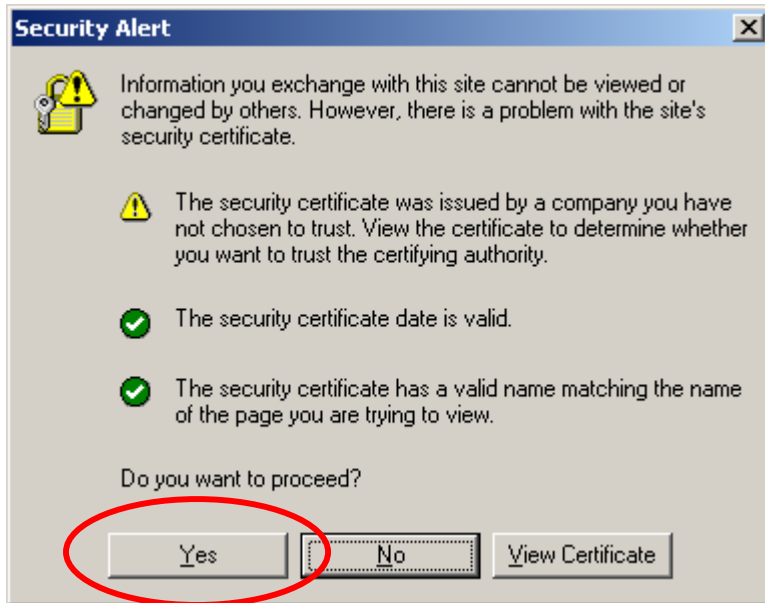 Security Alert
Information you exchange with this site cannot be viewed or
changed by others. However, there is a problem with the site's
security certificate.
The security certificate was issued by a company you have
not chosen to trust. View the certificate to determine whether
you want to trust the certifying authority.
The security certificate date is valid.
The security certificate has a valid name matching the name
of the page you are trying to view.
Do you want to proceed?
Yes No View Certificate